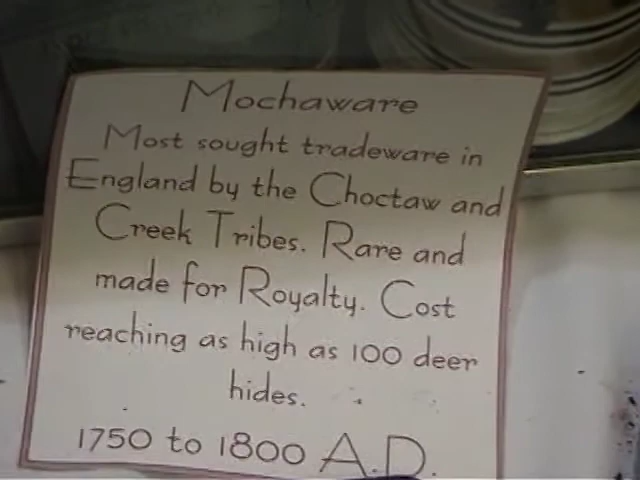 Mochaware
Most sought tradeware in
England by the Choctaw and
Creek Tribes. Rare and
made for Royalty. Cost
reaching as high as 100 deer
hides.
1750 to 1800 A.D.